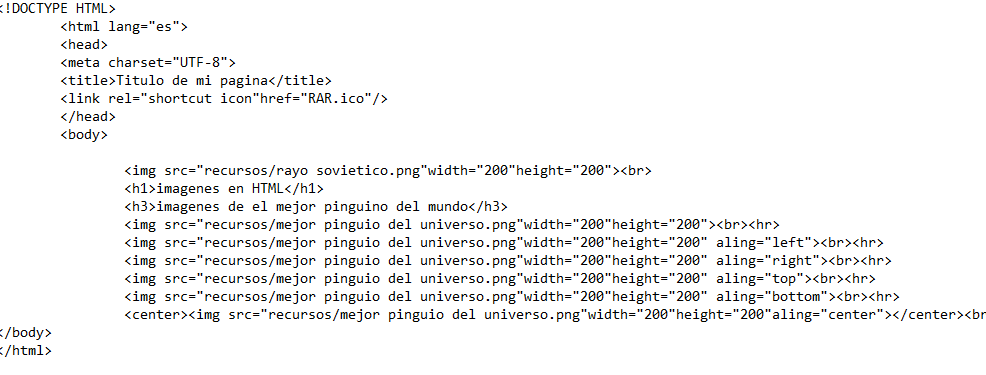 <!DOCTYPE HTML>
<html lang="es">
<head>
<meta charset="UTF-8">
<title>Titulo de mi pagina</title>
<link rel="shortcut icon"href="RAR.ico"/>
</head>
<body>
<img src="recursos/rayo sovietico.png"width="200"height="200"><br>
<h1>imagenes en HTML</h1>
<h3>imagenes de el mejor pinguino del mundo</h3>
<img src="recursos/mejor pinguio del universo.png"width="200"height="200"><br><hr>
<img src="recursos/mejor pinguio del universo.png"width="200"height="200" aling="left"><br><hr>
<img src="recursos/mejor pinguio del universo.png"width="200"height="200" aling="right"><br><hr>
<img src="recursos/mejor pinguio del universo.png"width="200"height="200" aling="top"><br><hr>
<img src="recursos/mejor pinguio del universo.png"width="200"height="200" aling="bottom"><br><hr>
<center><img src="recursos/mejor pinguio del universo.png"width="200"height="200"aling="center"></center><br
</body>
</html>